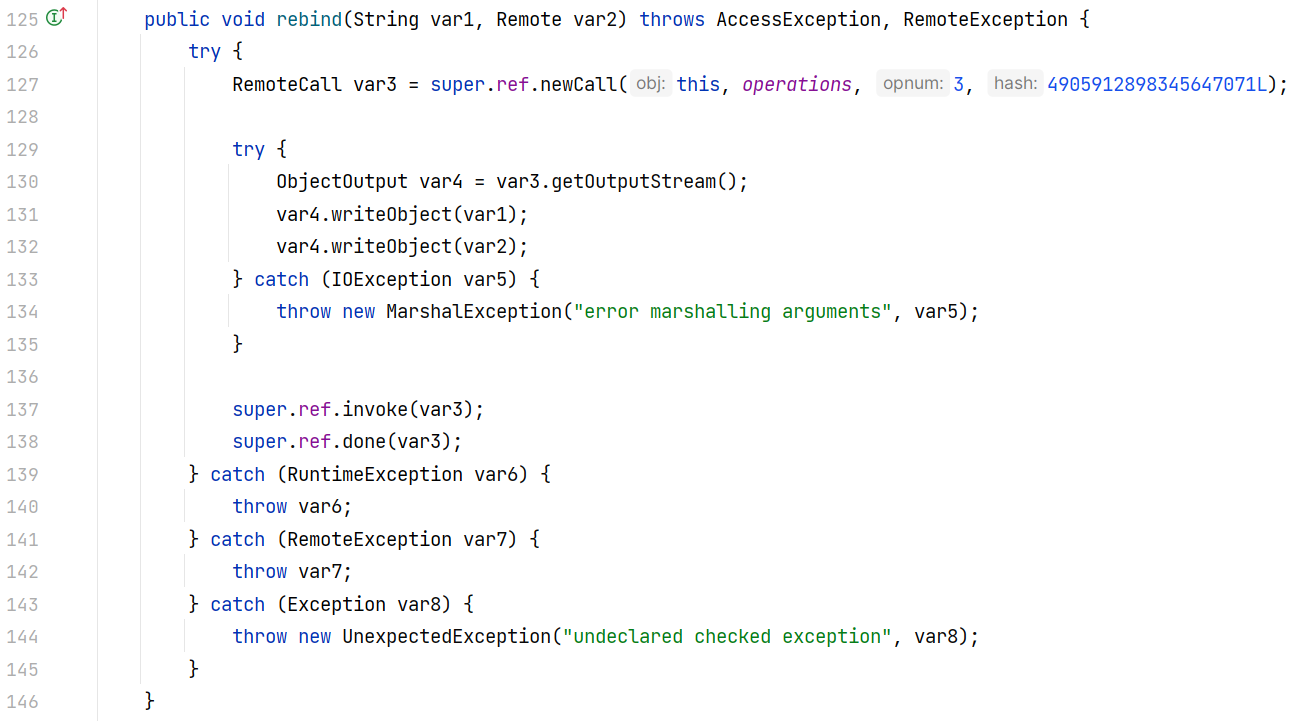 125 public void rebind(String var1, Remote var2) throws AccessException, RemoteException {
126 try {
127 RemoteCall var3 = super.ref.newCall( obj: this, operations, opnum: 3, hash: 4905912898345647071L);
128
129 try {
130 ObjectOutput var4 = var3.getOutputStream();
131 var4.writeObject(var1);
132 var4.writeObject(var2);
133 } catch (IOException var5) {
134 throw new MarshalException("error marshalling arguments", var5);
135 }
136
137 super.ref.invoke(var3);
138 super.ref.done(var3);
139 } catch (RuntimeException var6) {
140 throw var6;
141 } catch (RemoteException var7) {
142 throw var7;
143 } catch (Exception var8) {
144 throw new UnexpectedException("undeclared checked exception", var8);
145 }
146 }